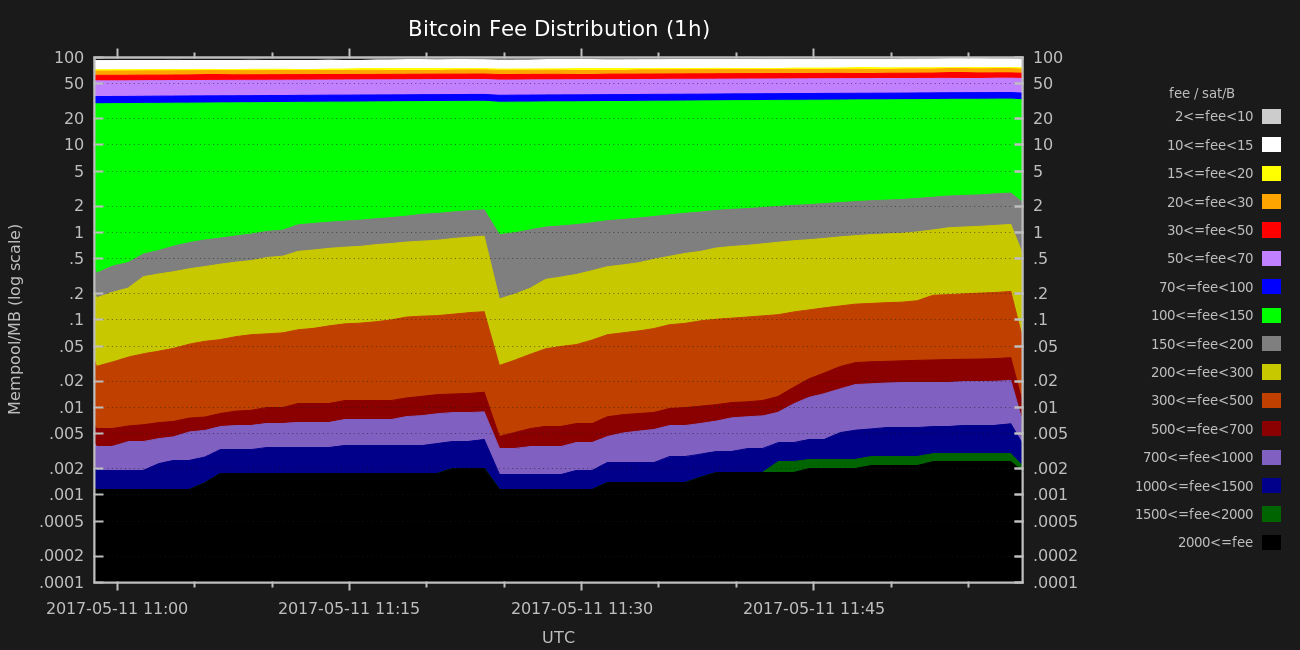 Bitcoin Fee Distribution (1h)
100
50
20
10
5
2
1
.5
.2
.1
.05
.02
.01
.005
.002
.001
.0005
.0002
.0001
Mempool/MB (log scale)
100
50
20
10
5
2
1
.5
.2
.1
.05
.02
.01
.005
.002
.001
.0005
.0002
.0001
2017-05-11 11:00
2017-05-11 11:15
2017-05-11 11:30
2017-05-11 11:45
UTC
fee / sat/B
2<=fee<10
10<=fee<15
15<=fee<20
20<=fee<30
30<=fee<50
50<=fee<70
70<=fee<100
100<=fee<150
150<=fee<200
200<=fee<300
300<=fee<500
500<=fee<700
700<=fee<1000
1000<=fee<1500
1500<=fee<2000
2000<=fee